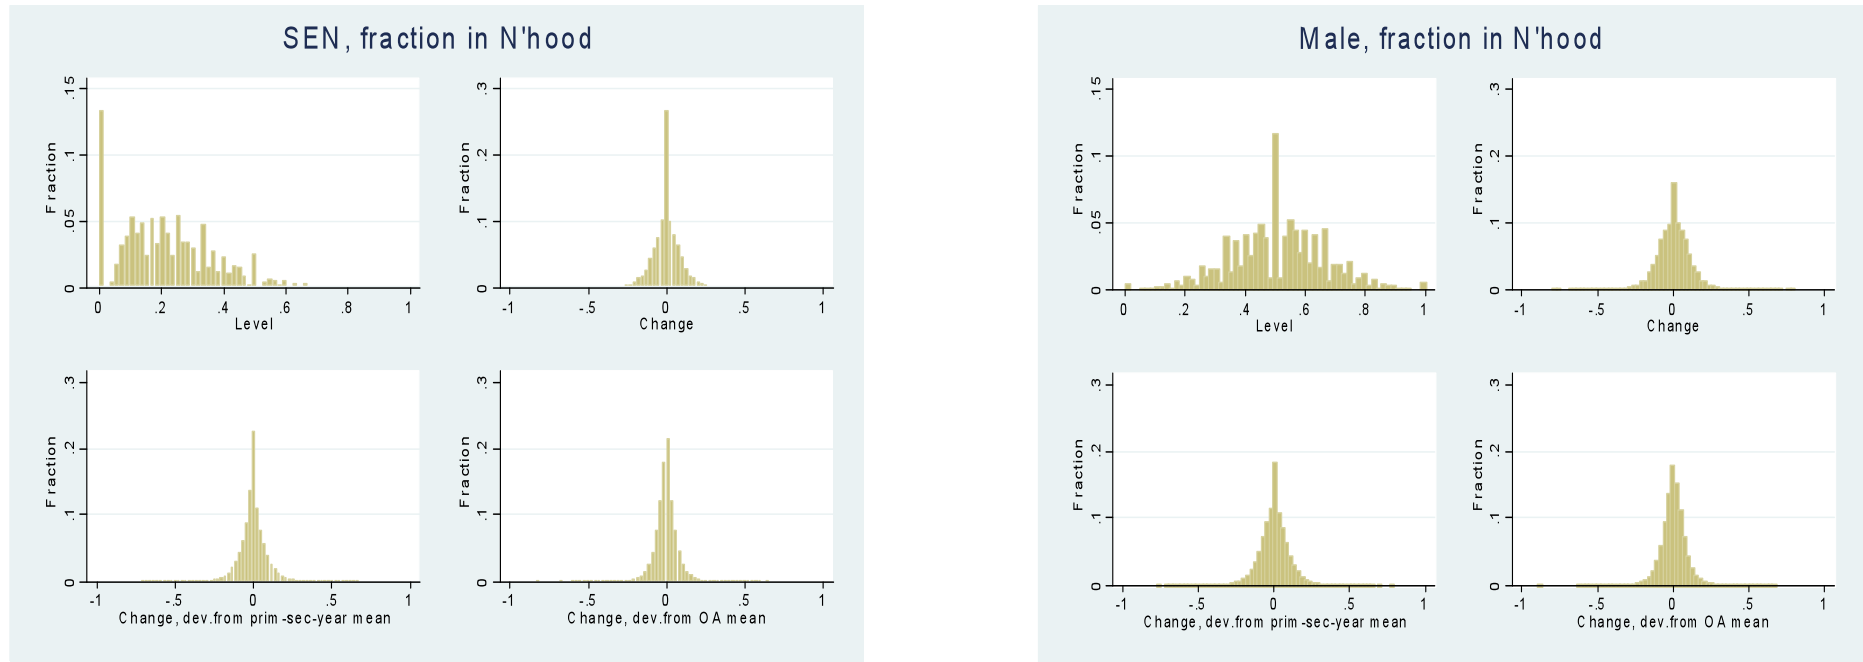 SEN, fraction in N'hood
Fraction
0 .05 .1 .15
0 .2 .4 .6 .8 1
Level
Fraction
0 .1 .2 .3
-1 -.5 0 .5 1
Change
Fraction
0 .1 .2 .3
-1 -.5 0 .5 1
Change, dev.from prim-sec-year mean
Fraction
0 .1 .2 .3
-1 -.5 0 .5 1
Change, dev.from OA mean
Male, fraction in N'hood
Fraction
0 .05 .1 .15
0 .2 .4 .6 .8 1
Level
Fraction
0 .1 .2 .3
-1 -.5 0 .5 1
Change
Fraction
0 .1 .2 .3
-1 -.5 0 .5 1
Change, dev.from prim-sec-year mean
Fraction
0 .1 .2 .3
-1 -.5 0 .5 1
Change, dev.from OA mean